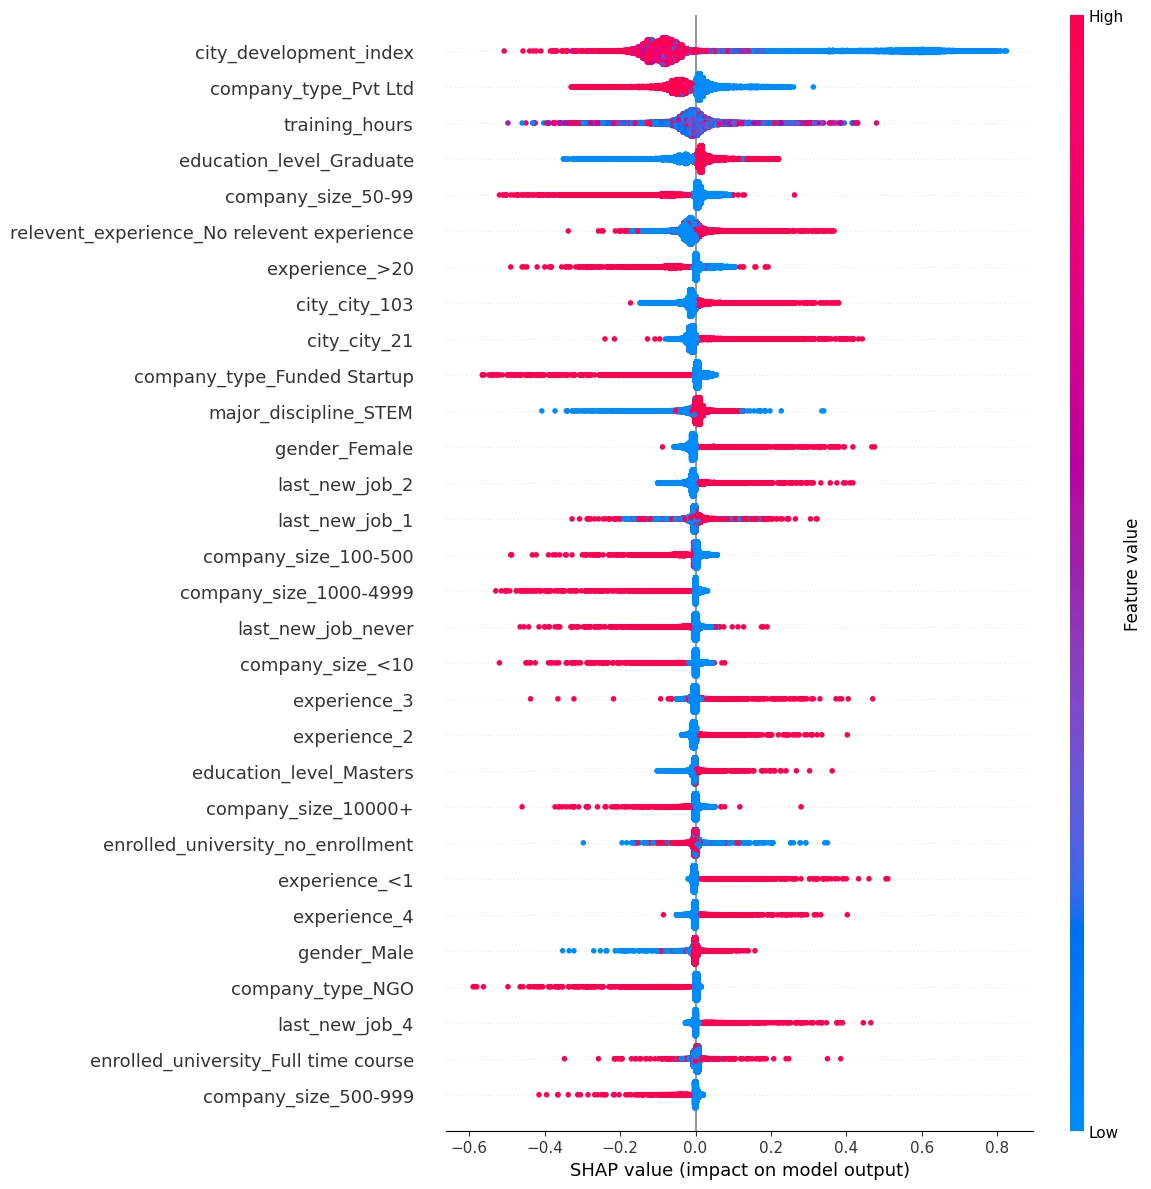 High
city_development_index
company_type_Pvt Ltd
training_hours
education_level_Graduate
company_size_50-99
relevent_experience_No relevent experience
experience_>20
city_city_103
city_city_21
company_type_Funded Startup
major_discipline_STEM
gender_Female
last_new_job_2
last_new_job_1
company_size_100-500
company_size_1000-4999
last_new_job_never
company_size_<10
experience_3
experience_2
education_level_Masters
company_size_10000+
enrolled_university_no_enrollment
experience_<1
experience_4
gender_Male
company_type_NGO
last_new_job_4
enrolled_university_Full time course
company_size_500-999
Feature value
Low
−0.6 −0.4 −0.2 0.0 0.2 0.4 0.6 0.8
SHAP value (impact on model output)